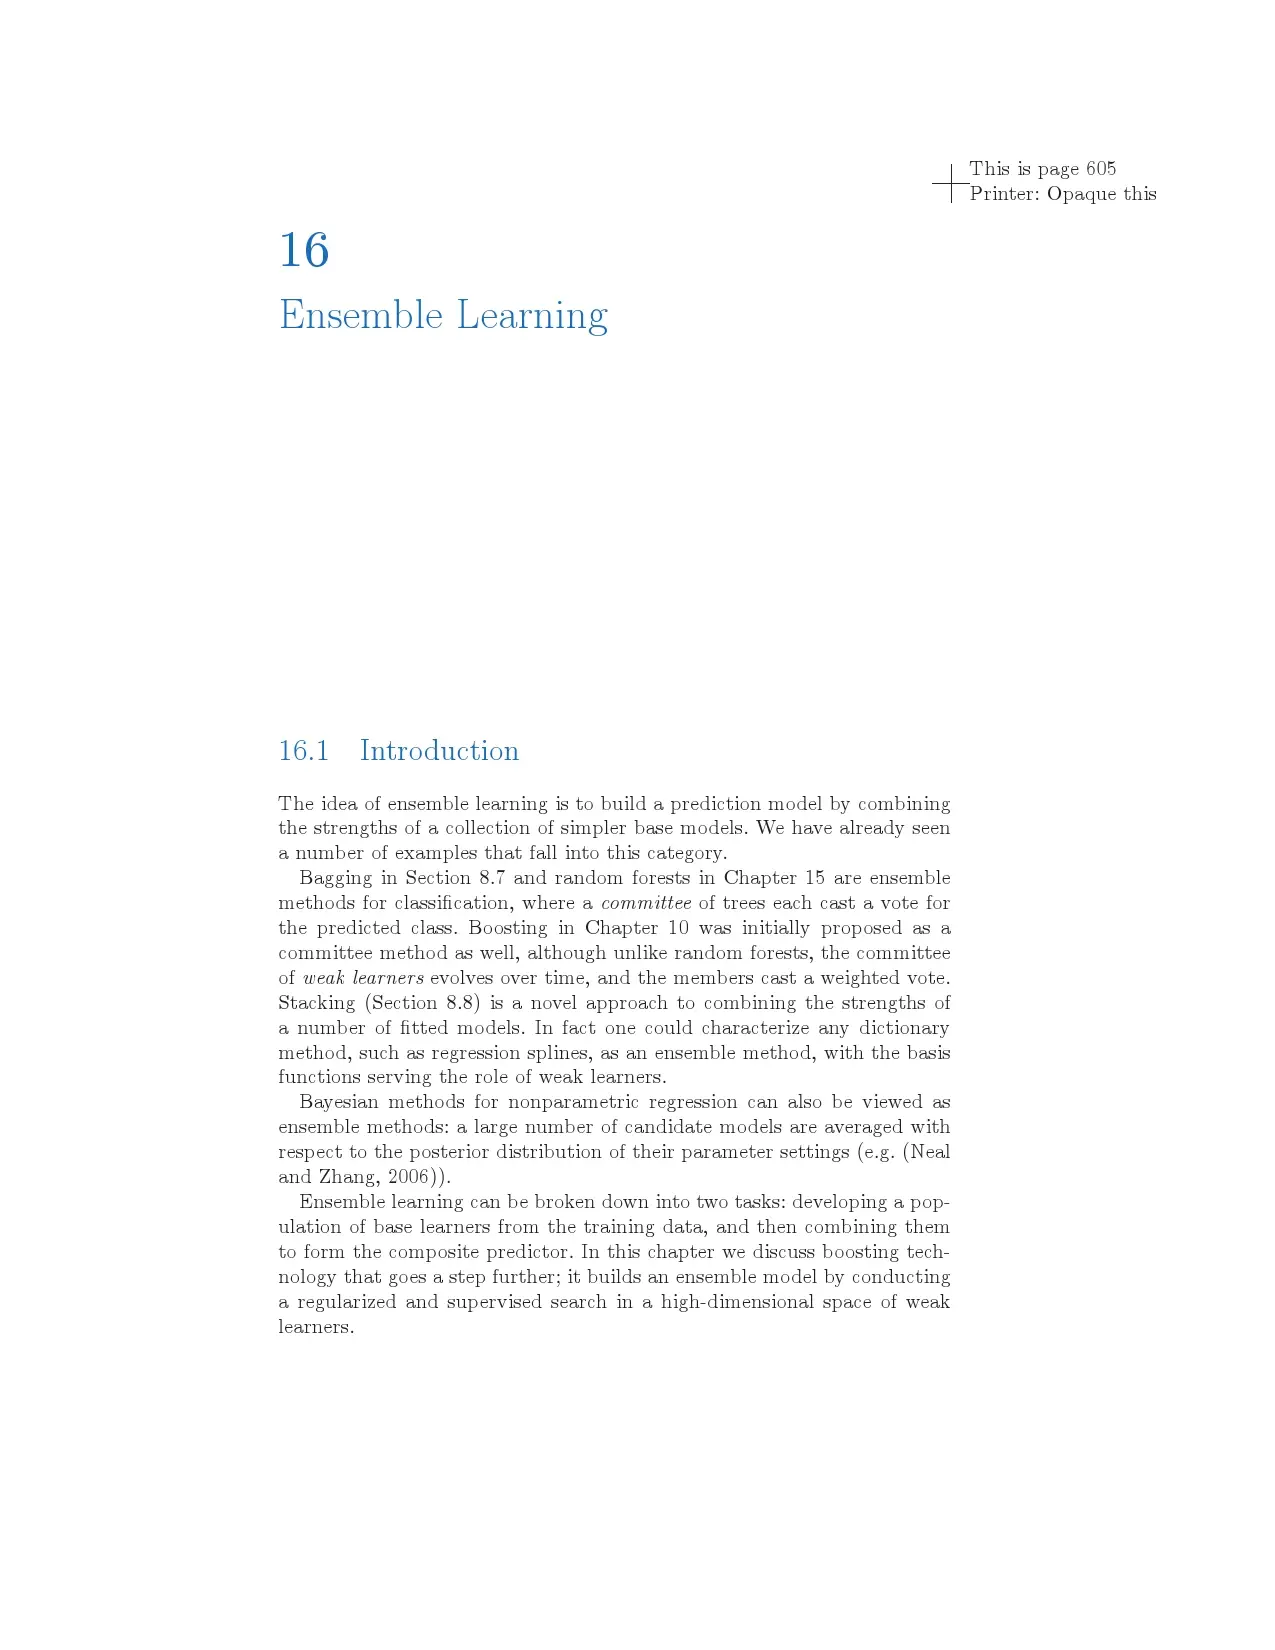 This is page 605
Printer: Opaque this
16
Ensemble Learning
16.1 Introduction
The idea of ensemble learning is to build a prediction model by combining
the strengths of a collection of simpler base models. We have already seen
a number of examples that fall into this category.
Bagging in Section 8.7 and random forests in Chapter 15 are ensemble
methods for classification, where a committee of trees each cast a vote for
the predicted class. Boosting in Chapter 10 was initially proposed as a
committee method as well, although unlike random forests, the committee
of weak learners evolves over time, and the members cast a weighted vote.
Stacking (Section 8.8) is a novel approach to combining the strengths of
a number of fitted models. In fact one could characterize any dictionary
method, such as regression splines, as an ensemble method, with the basis
functions serving the role of weak learners.
Bayesian methods for nonparametric regression can also be viewed as
ensemble methods: a large number of candidate models are averaged with
respect to the posterior distribution of their parameter settings (e.g. (Neal
and Zhang, 2006)).
Ensemble learning can be broken down into two tasks: developing a pop-
ulation of base learners from the training data, and then combining them
to form the composite predictor. In this chapter we discuss boosting tech-
nology that goes a step further; it builds an ensemble model by conducting
a regularized and supervised search in a high-dimensional space of weak
learners.